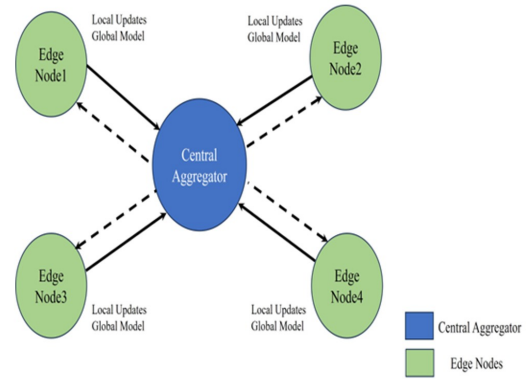 Edge
Node1
Local Updates
Global Model
Local Updates
Global Model
Edge
Node2
Central
Aggregator
Edge
Node3
Local Updates
Global Model
Local Updates
Global Model
Edge
Node4
Central Aggregator
Edge Nodes